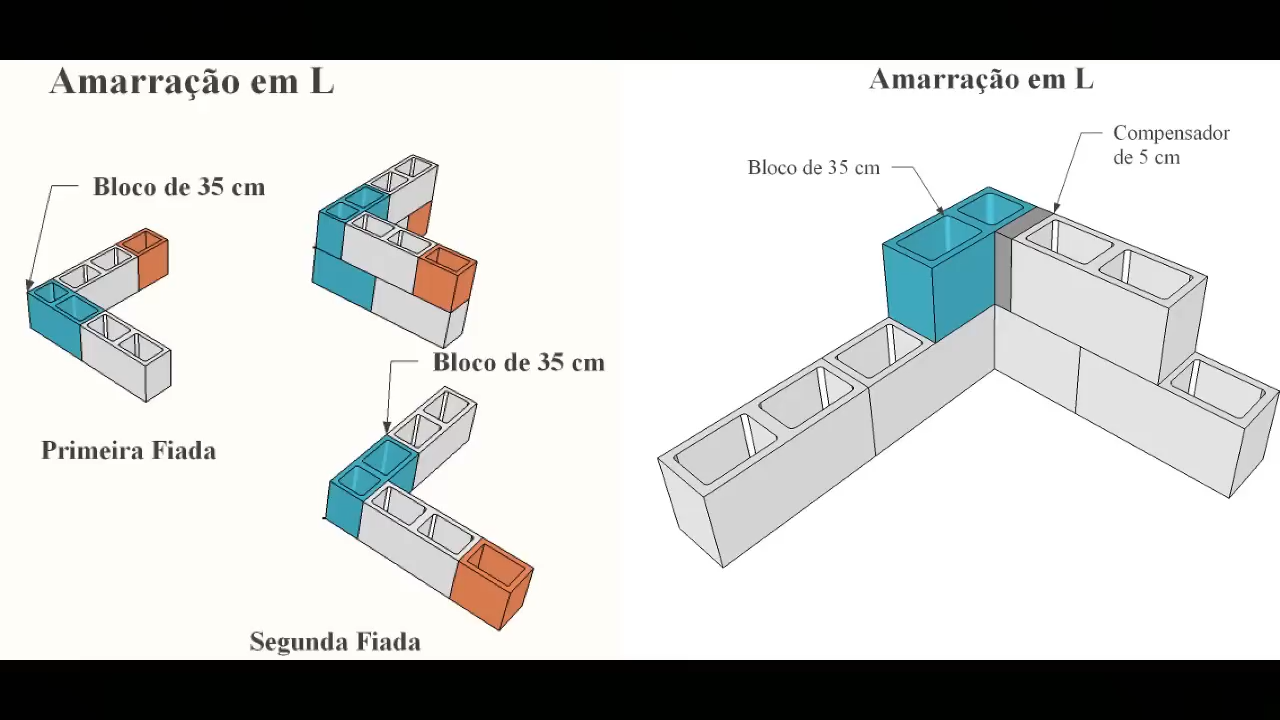 Amarração em L
Bloco de 35 cm
Primeira Fiada
Bloco de 35 cm
Segunda Fiada
Amarração em L
Bloco de 35 cm
Compensador
de 5 cm